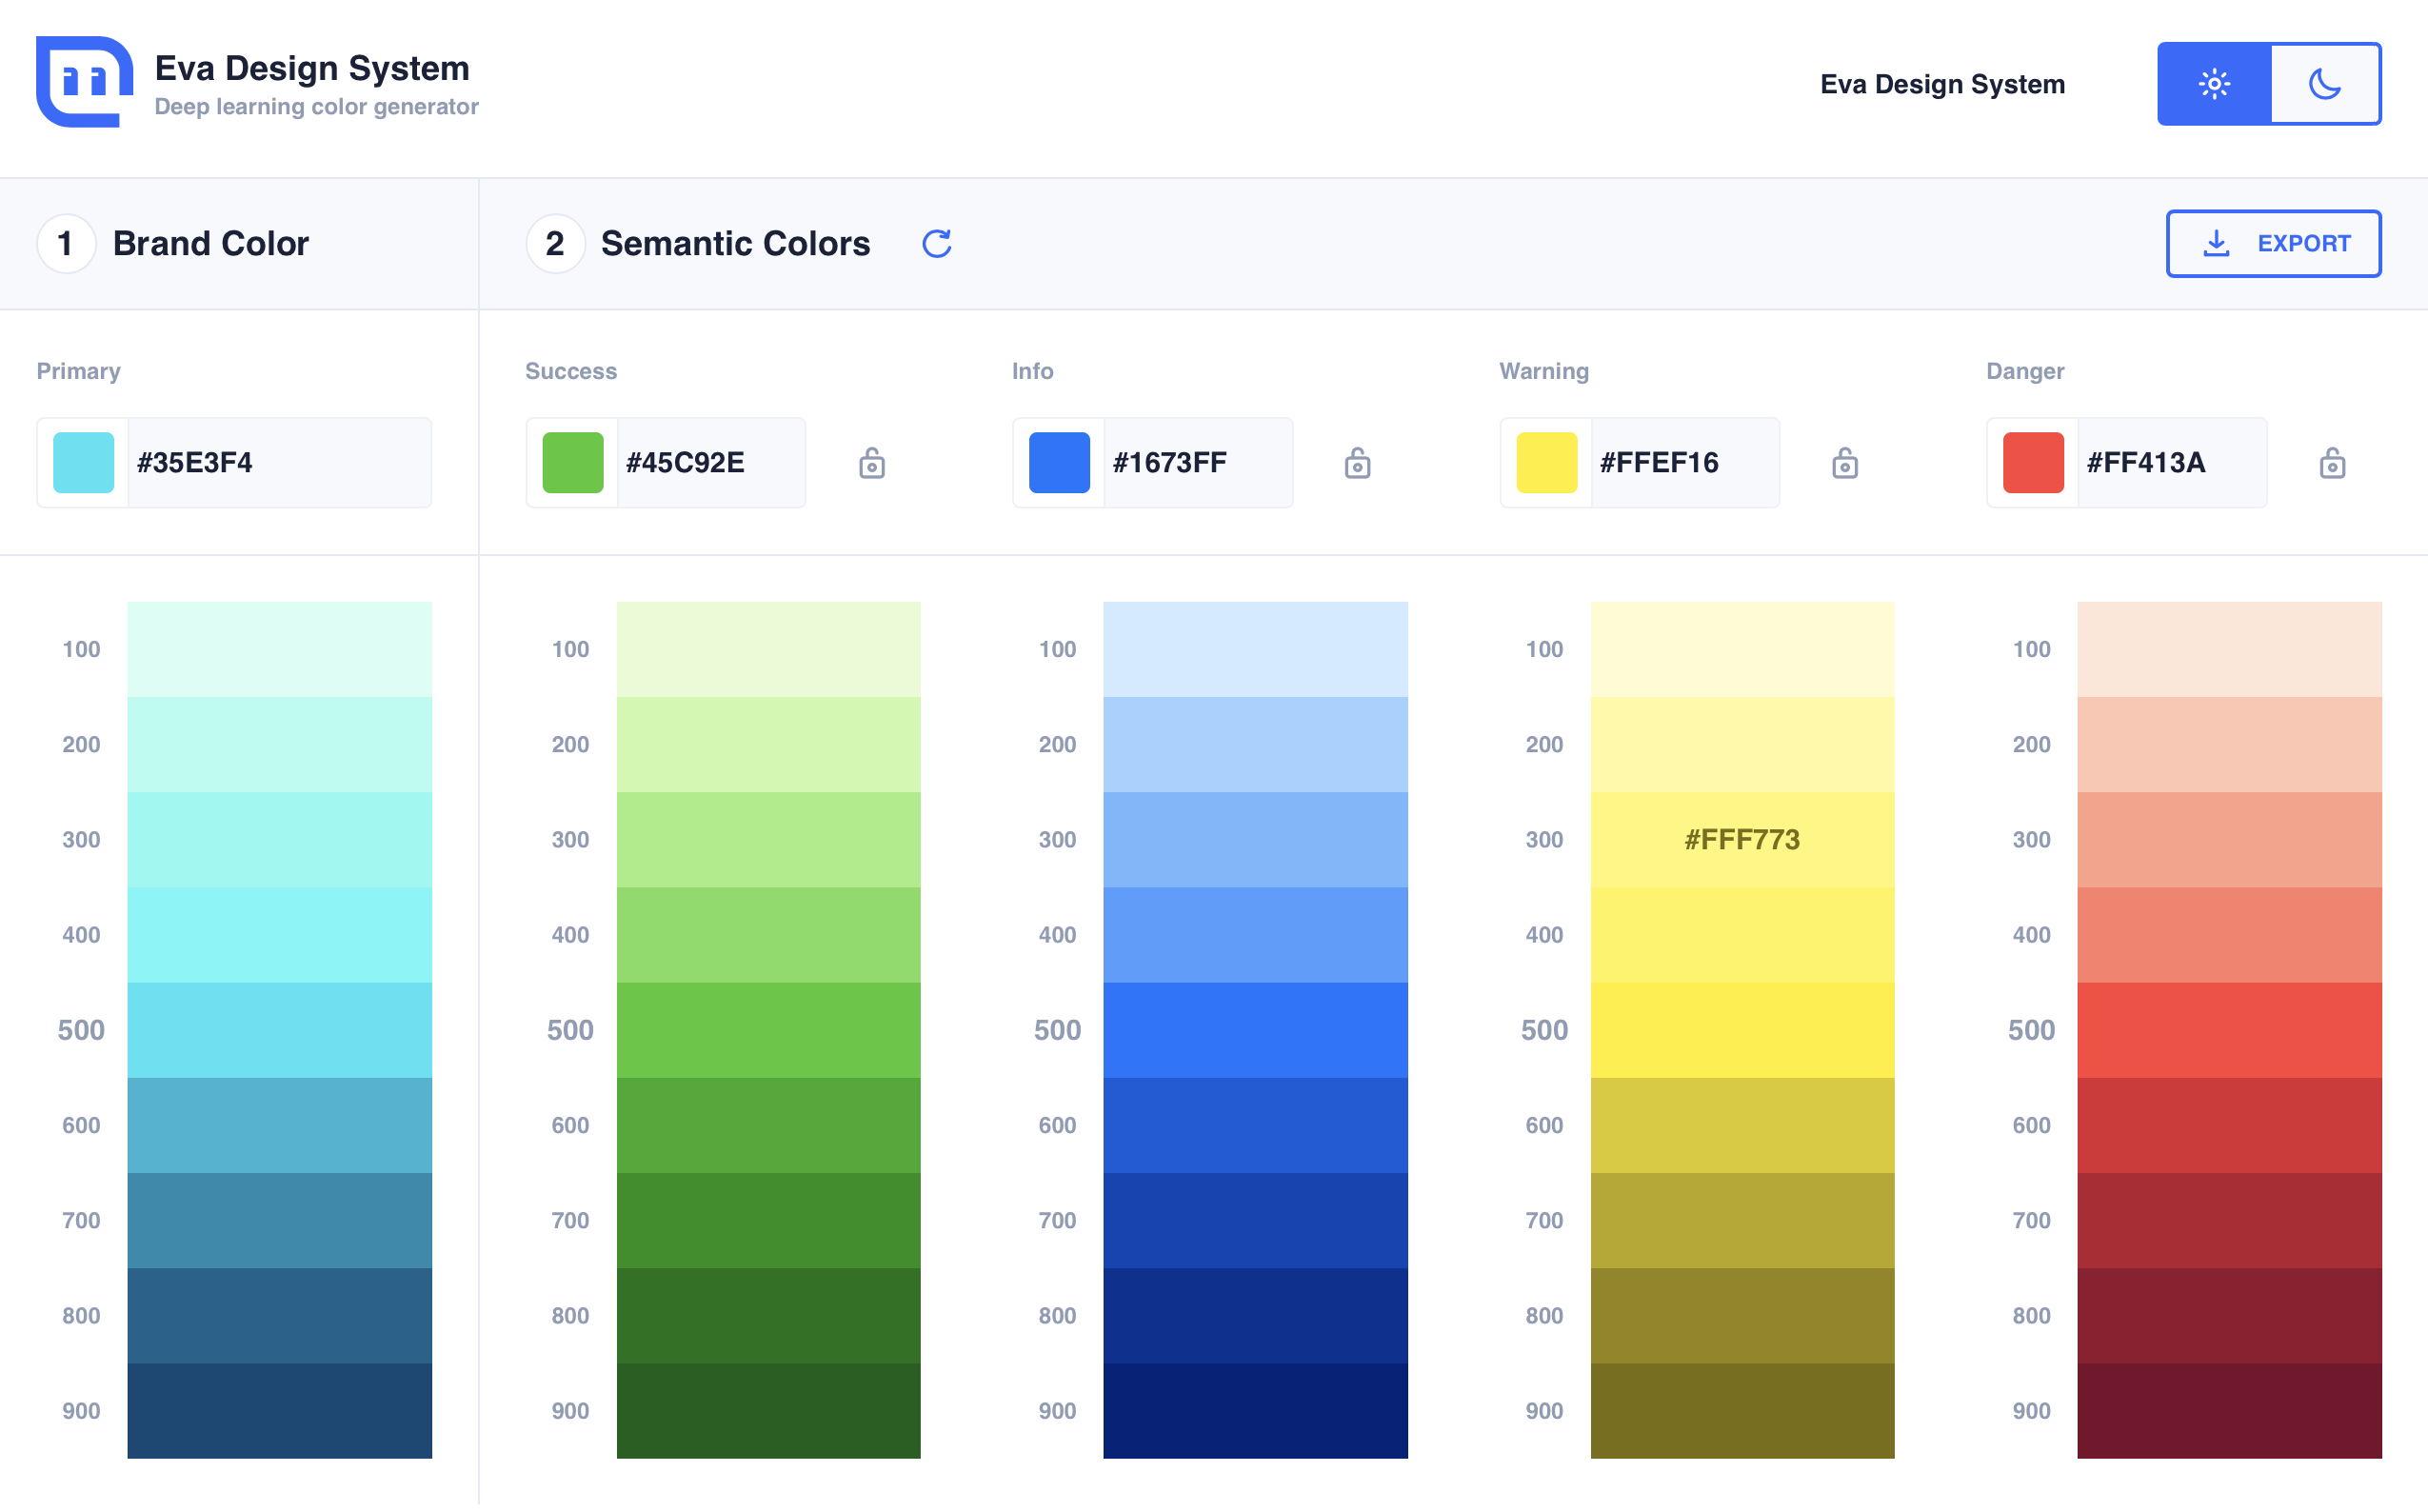 Eva Design System
Deep learning color generator
Eva Design System
1 Brand Color
2 Semantic Colors
EXPORT
Primary
Success
Info
Warning
Danger
#35E3F4
#45C92E
#1673FF
#FFEF16
#FF413A
100 100 100 100 100
200 200 200 200 200
300 300 300 300 #FFF773 300
400 400 400 400 400
500 500 500 500 500
600 600 600 600 600
700 700 700 700 700
800 800 800 800 800
900 900 900 900 900